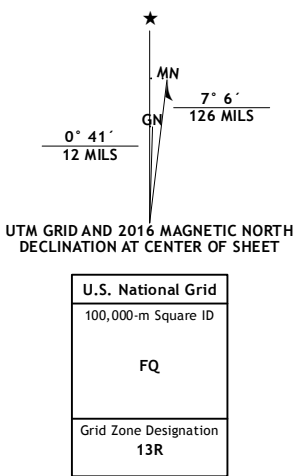 ★
MN
7° 6´
126 MILS
GN
0° 41´
12 MILS
UTM GRID AND 2016 MAGNETIC NORTH
DECLINATION AT CENTER OF SHEET
U.S. National Grid
100,000-m Square ID
FQ
Grid Zone Designation
13R